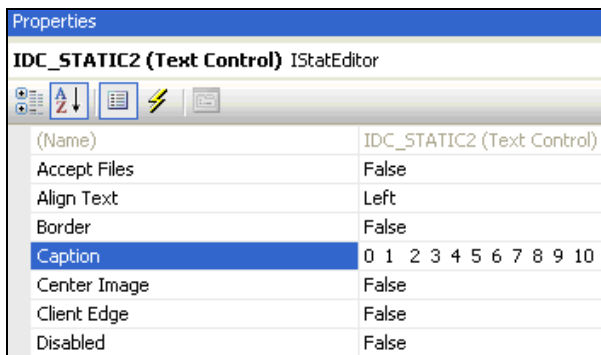 Properties
IDC_STATIC2 (Text Control) IStatEditor
(Name) IDC_STATIC2 (Text Control)
Accept Files False
Align Text Left
Border False
Caption 0 1 2 3 4 5 6 7 8 9 10
Center Image False
Client Edge False
Disabled False